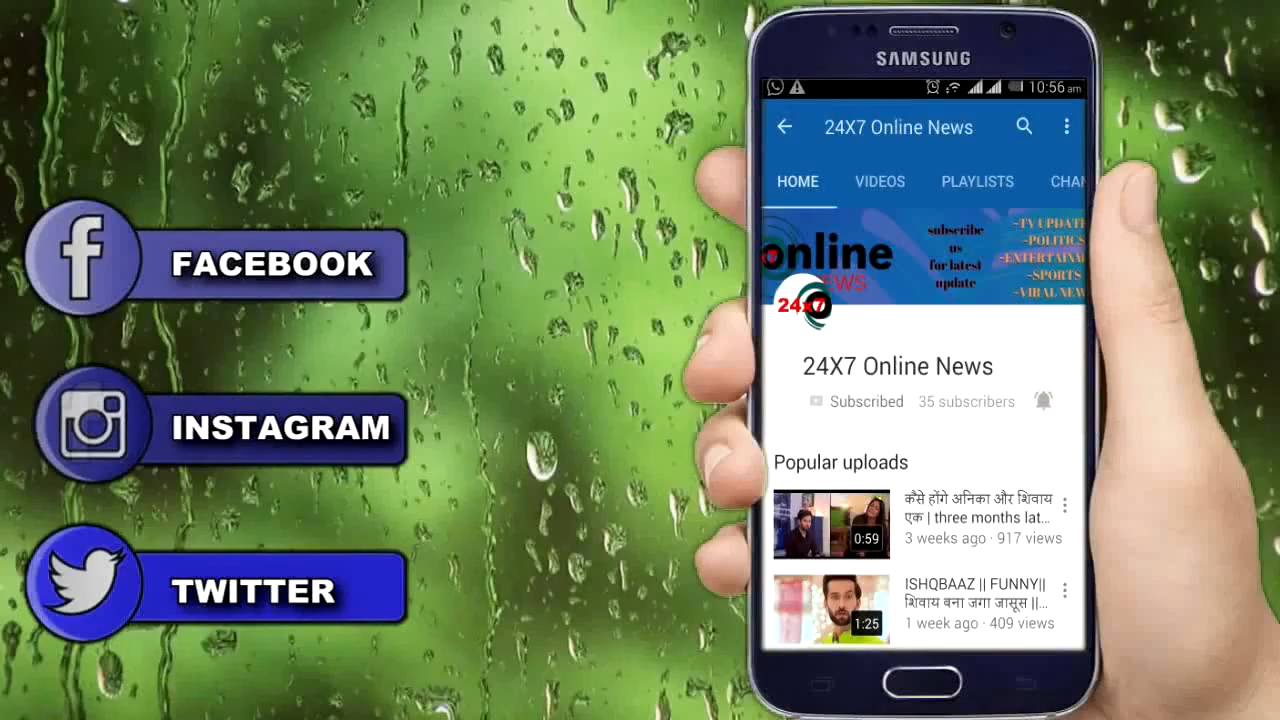 FACEBOOK
INSTAGRAM
TWITTER
SAMSUNG
10:56 am
24X7 Online News
HOME VIDEOS PLAYLISTS CHAN
online
NEWS
subscribe
us
for latest
update
~TV UPDATE
~POLITICS
~ENTERTAINM
~SPORTS
~VIRAL NEW
24x7
24X7 Online News
Subscribed 35 subscribers
Popular uploads
कैसे होंगे अनिका और शिवाय
एक | three months lat...
3 weeks ago · 917 views
0:59
ISHQBAAZ || FUNNY||
शिवाय बना जगा जासूस ||...
1 week ago · 409 views
1:25